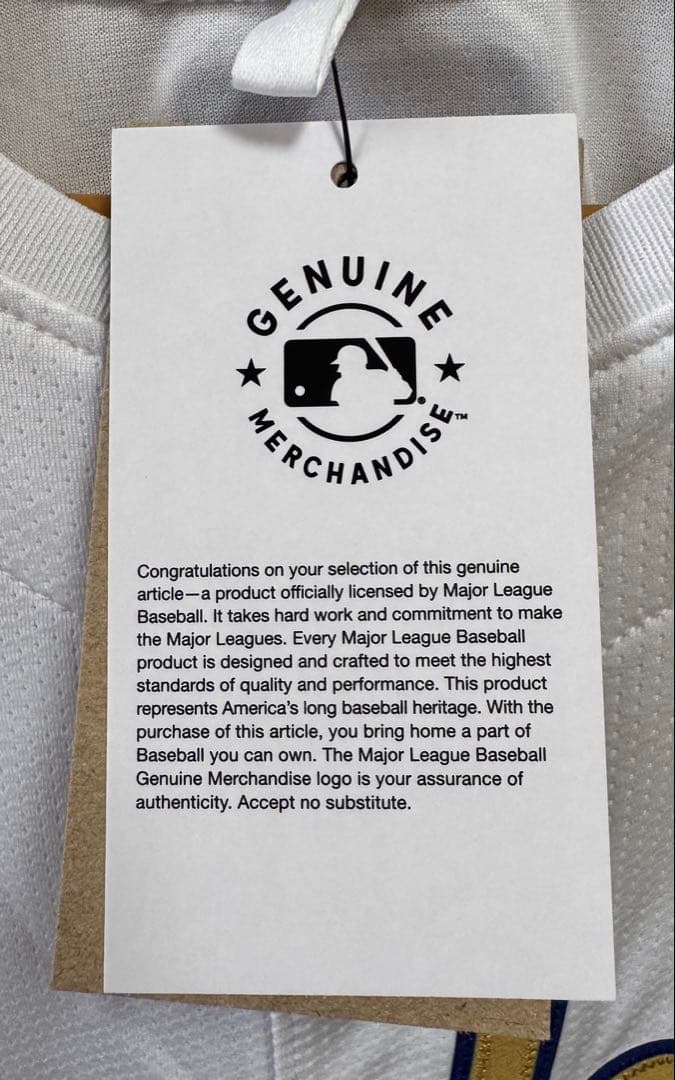 GENUINE
MERCHANDISE™
Congratulations on your selection of this genuine
article—a product officially licensed by Major League
Baseball. It takes hard work and commitment to make
the Major Leagues. Every Major League Baseball
product is designed and crafted to meet the highest
standards of quality and performance. This product
represents America's long baseball heritage. With the
purchase of this article, you bring home a part of
Baseball you can own. The Major League Baseball
Genuine Merchandise logo is your assurance of
authenticity. Accept no substitute.